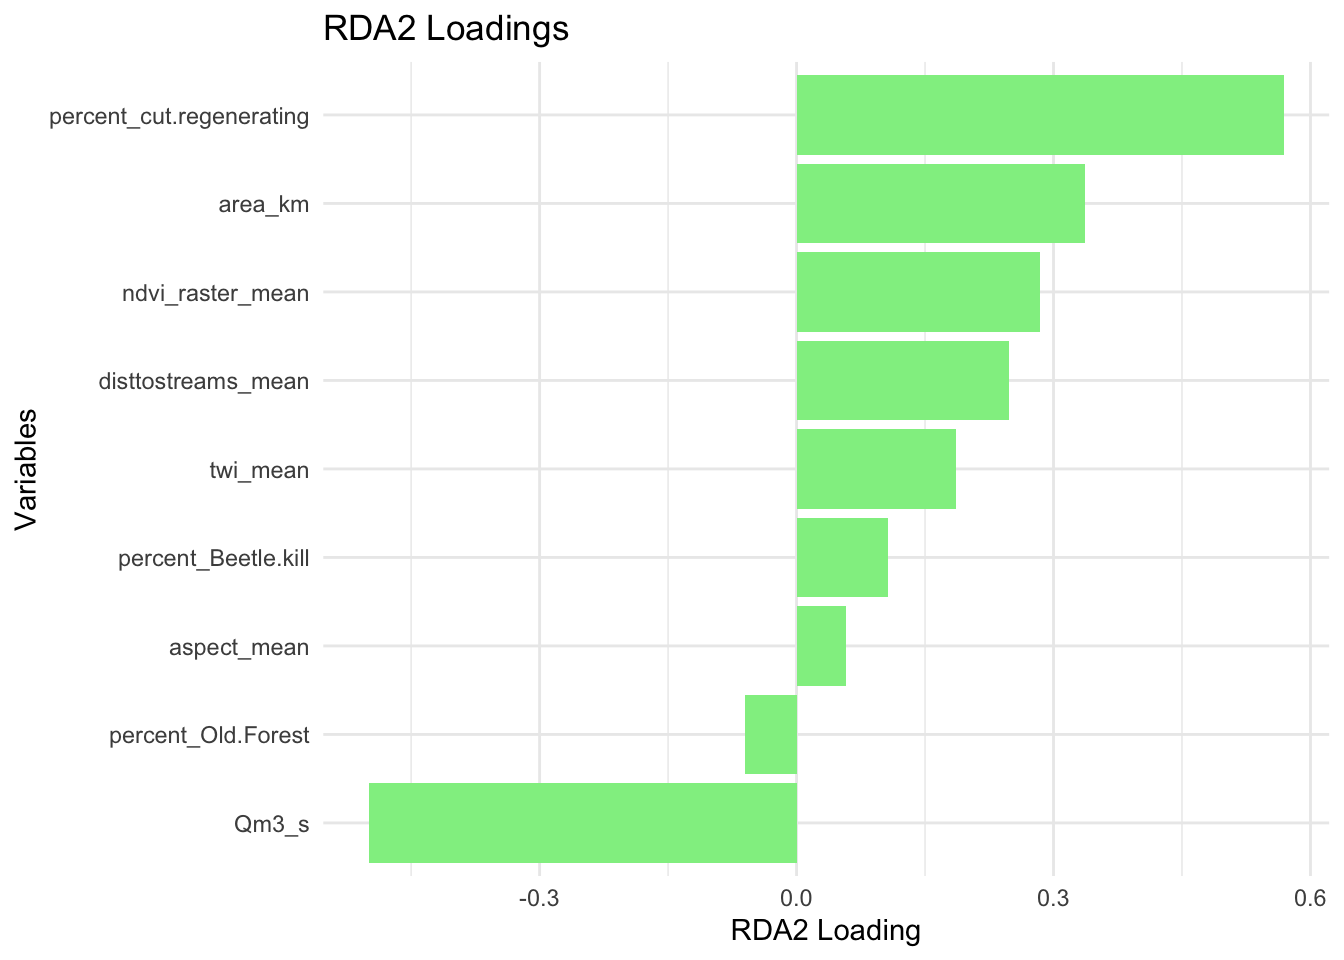 RDA2 Loadings
percent_cut.regenerating
area_km
ndvi_raster_mean
disttostreams_mean
twi_mean
percent_Beetle.kill
aspect_mean
percent_Old.Forest
Qm3_s
Variables
-0.3
0.0
0.3
0.6
RDA2 Loading